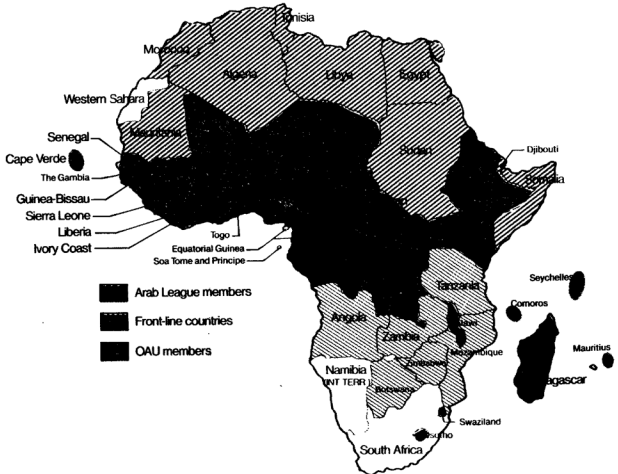 Tunisia
Morocco
Algeria
Libya
Egypt
Western Sahara
Mauritania
Senegal
Cape Verde
The Gambia
Guinea-Bissau
Sierra Leone
Liberia
Ivory Coast
Togo
Equatorial Guinea
Soa Tome and Principe
Sudan
Djibouti
Somalia
Arab League members
Front-line countries
OAU members
Tanzania
Seychelles
Comoros
Angola
Zambia
Mozambique
Mauritius
Zimbabwe
Namibia
(INT TERR)
Botswana
agascar
Swaziland
South Africa